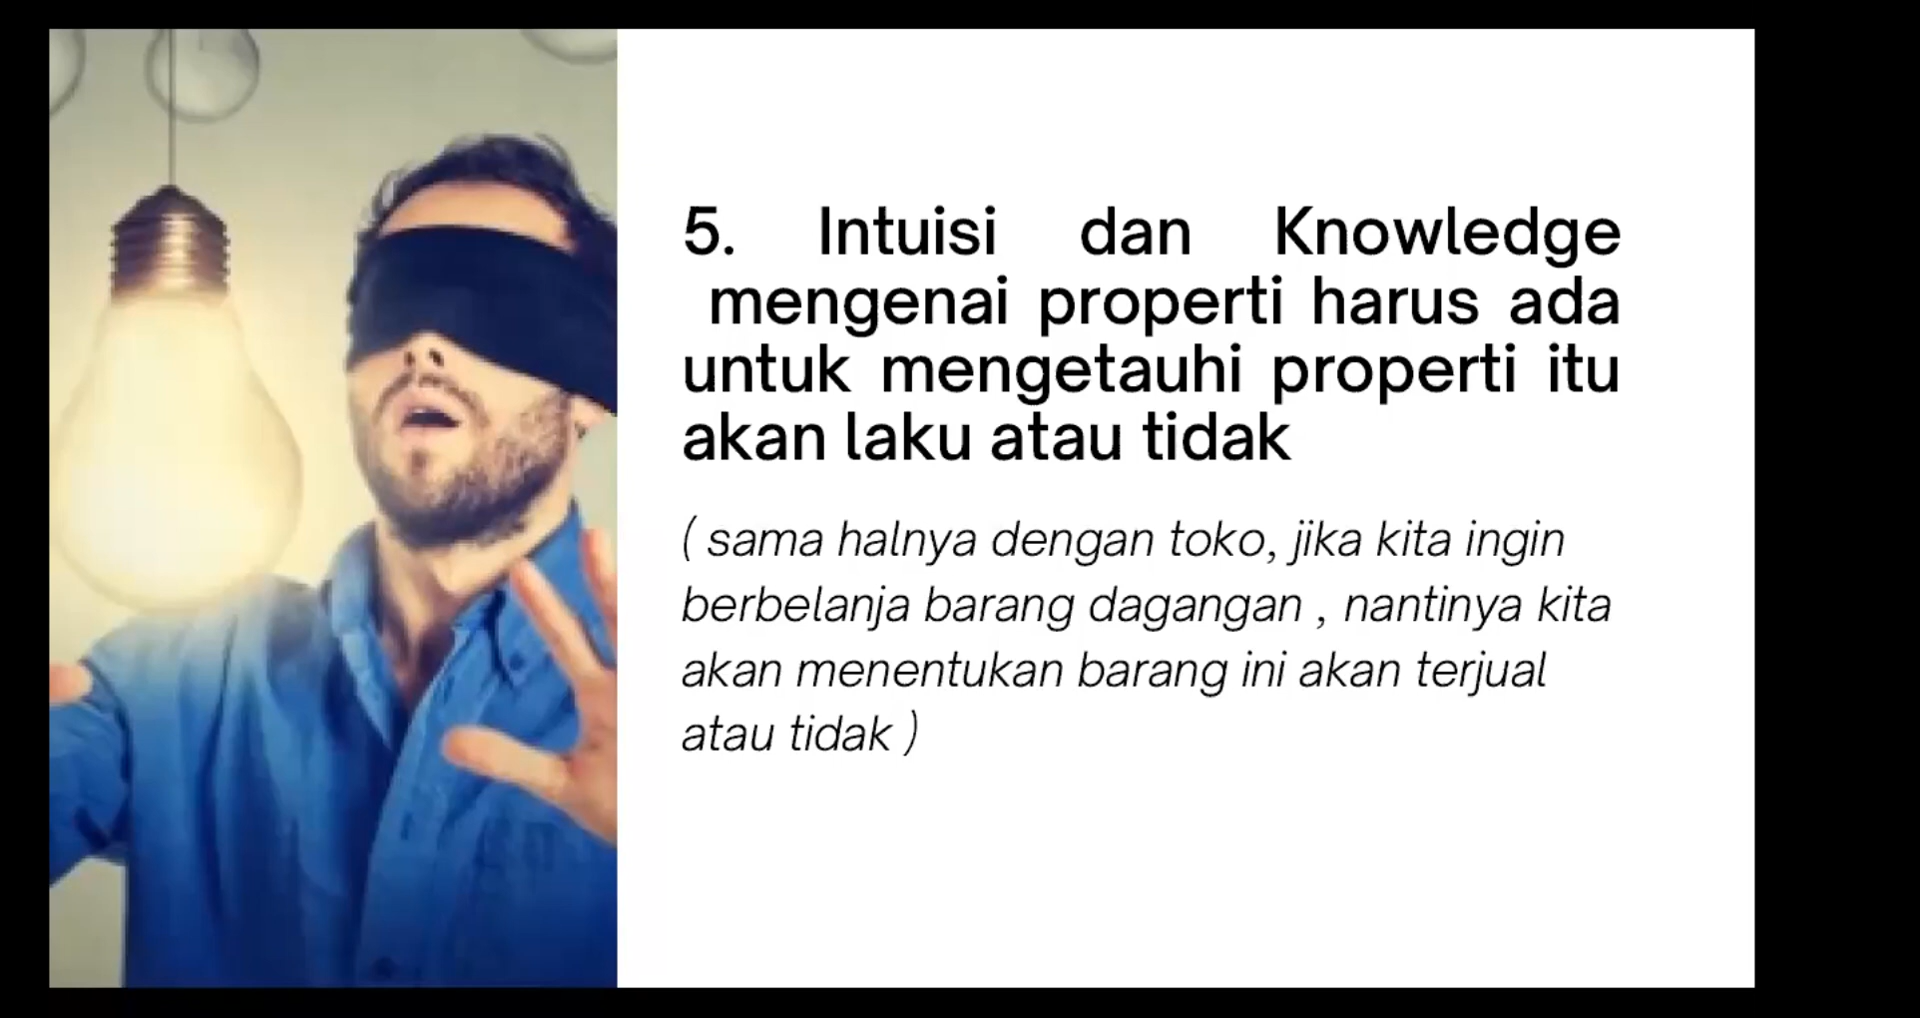 5. Intuisi dan Knowledge
mengenai properti harus ada
untuk mengetauhi properti itu
akan laku atau tidak
( sama halnya dengan toko, jika kita ingin
berbelanja barang dagangan , nantinya kita
akan menentukan barang ini akan terjual
atau tidak )